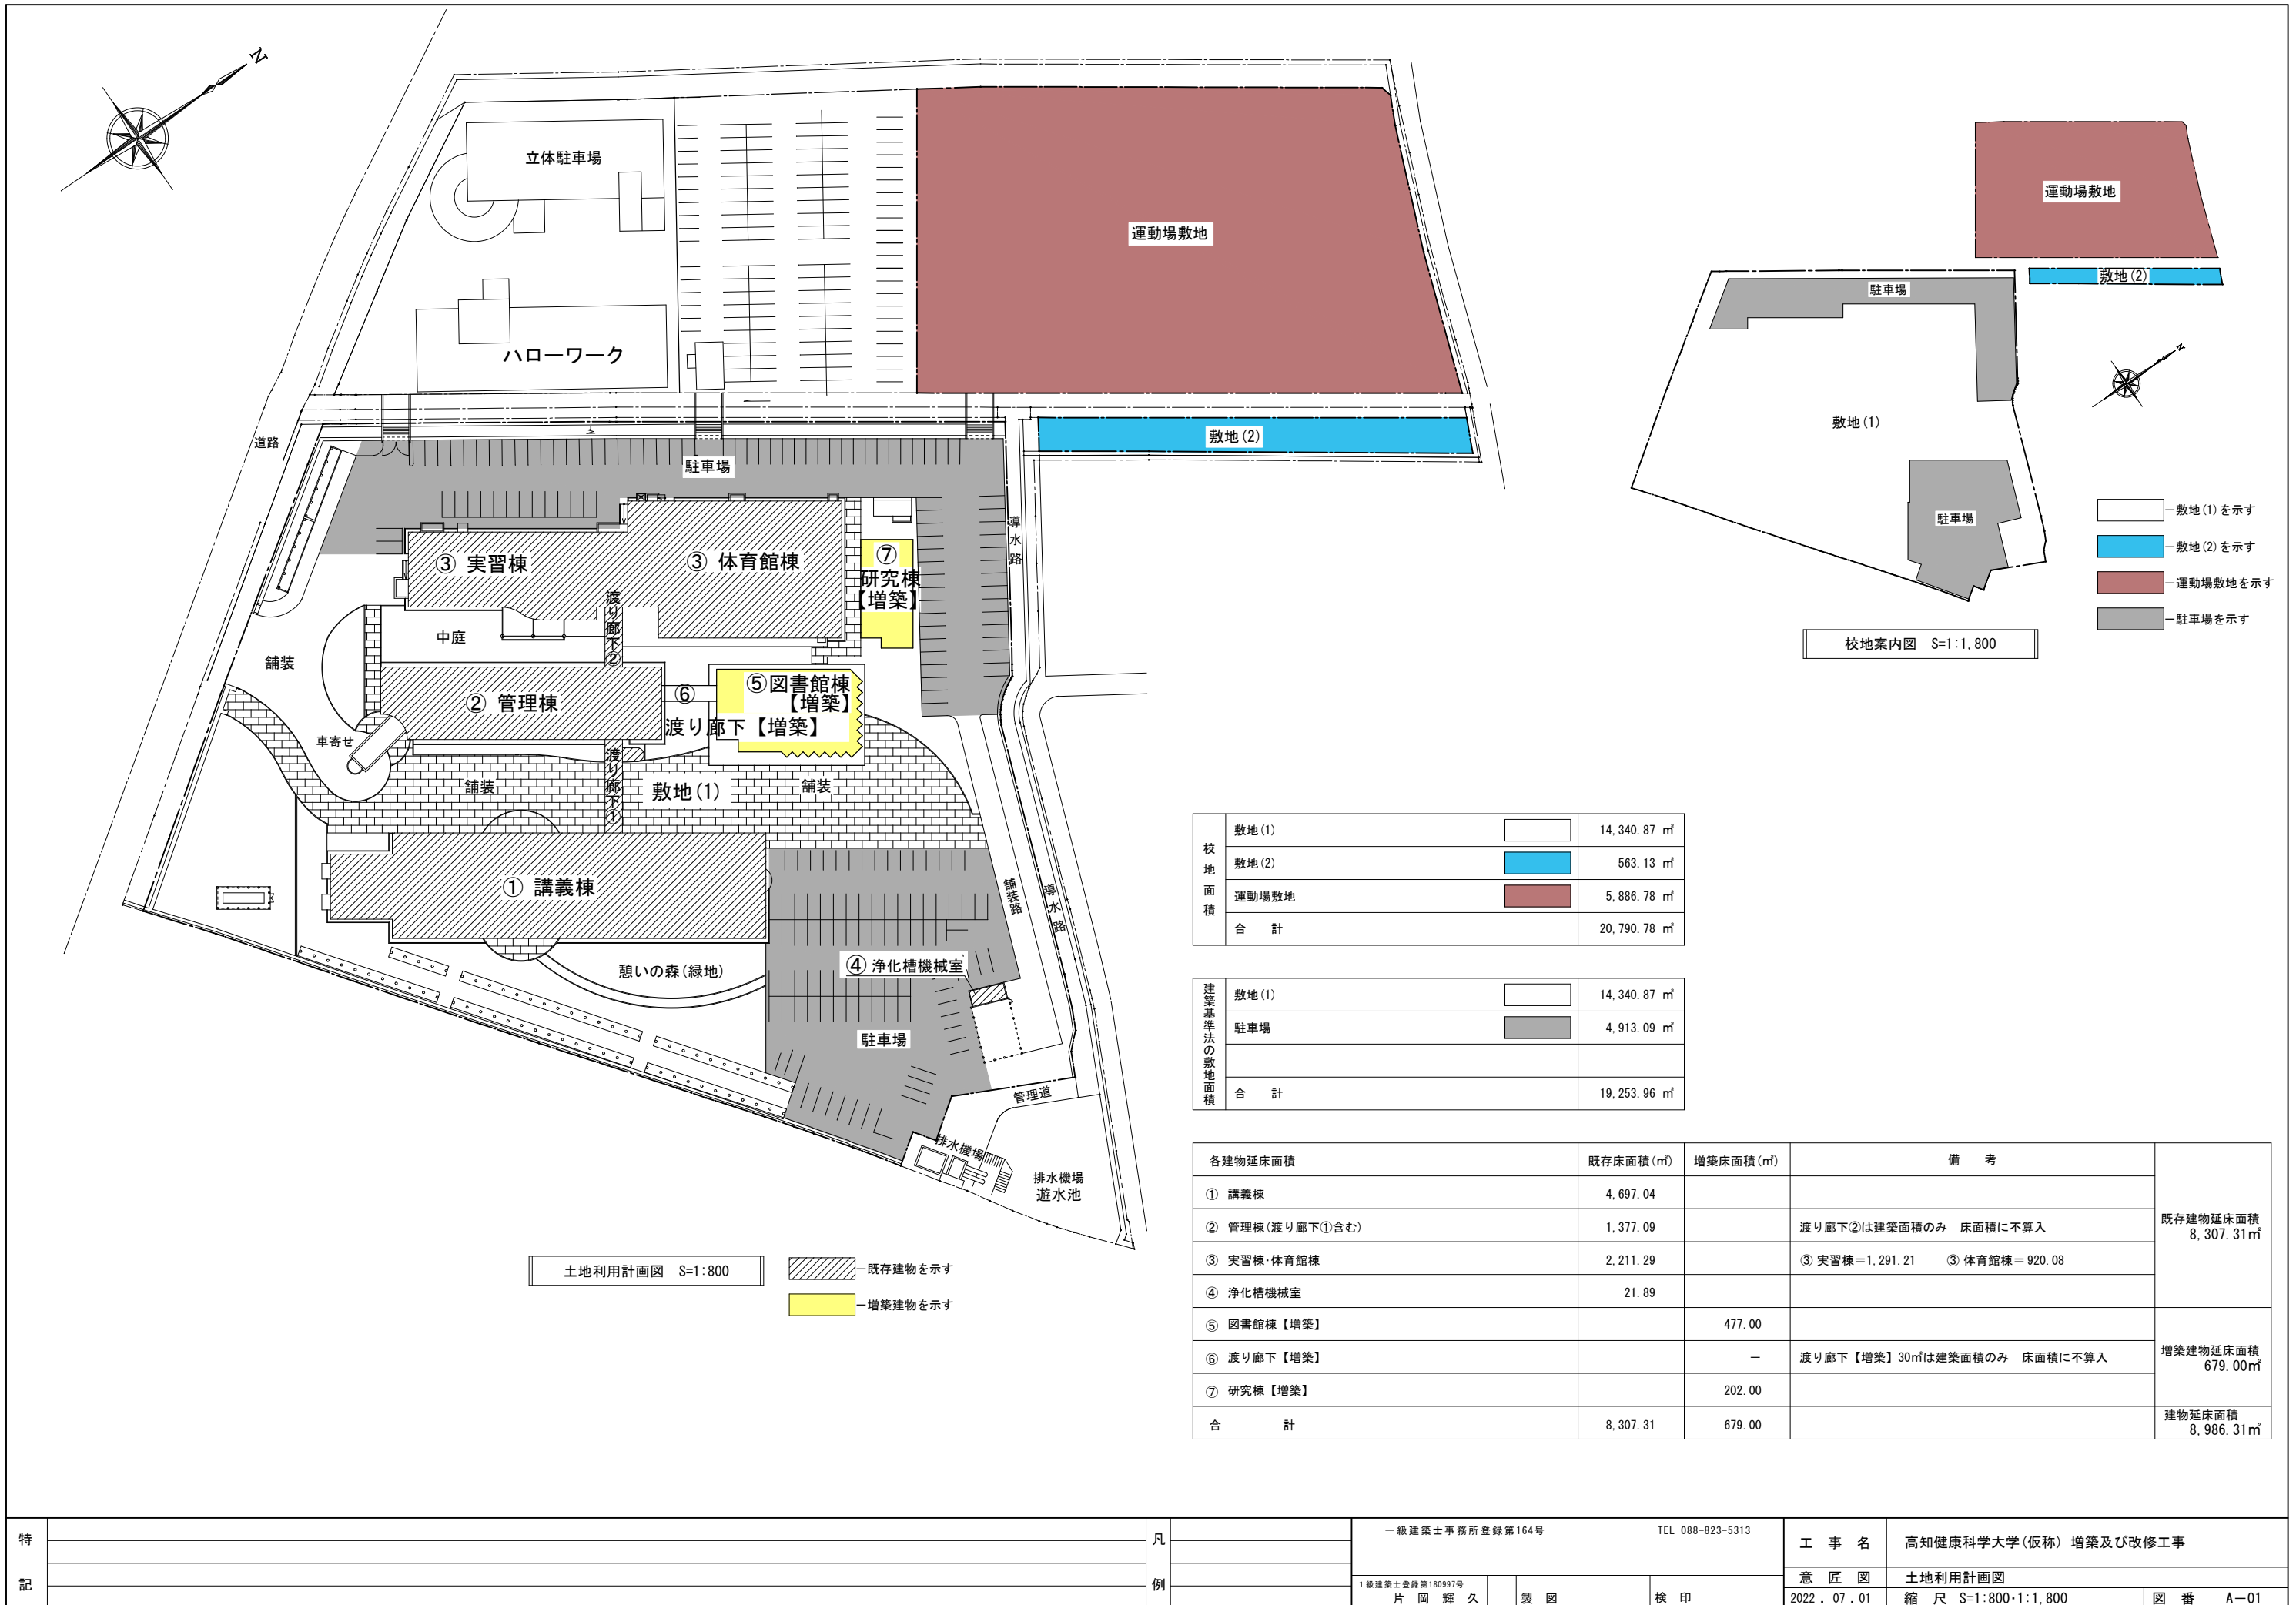 N
立体駐車場
運動場敷地
ハローワーク
道路
敷地(2)
駐車場
導水路
③ 実習棟
③ 体育館棟
⑦
研究棟
【増築】
渡り廊下②
中庭
舗装
② 管理棟
⑥
⑤図書館棟
【増築】
渡り廊下【増築】
車寄せ
渡り廊下①
舗装
敷地(1)
舗装
① 講義棟
舗装路
導水路
憩いの森(緑地)
④ 浄化槽機械室
駐車場
管理道
排水機場
排水機場
遊水池
土地利用計画図 S=1:800
―既存建物を示す
―増築建物を示す
運動場敷地
敷地(2)
駐車場
N
敷地(1)
駐車場
―敷地(1)を示す
―敷地(2)を示す
―運動場敷地を示す
―駐車場を示す
校地案内図 S=1:1,800
校地面積
敷地(1) 14,340.87 ㎡
敷地(2) 563.13 ㎡
運動場敷地 5,886.78 ㎡
合 計 20,790.78 ㎡
建築基準法の敷地面積
敷地(1) 14,340.87 ㎡
駐車場 4,913.09 ㎡
合 計 19,253.96 ㎡
各建物延床面積 既存床面積(㎡) 増築床面積(㎡) 備 考
① 講義棟 4,697.04
② 管理棟(渡り廊下①含む) 1,377.09 渡り廊下②は建築面積のみ 床面積に不算入
③ 実習棟・体育館棟 2,211.29 ③ 実習棟=1,291.21 ③ 体育館棟=920.08
④ 浄化槽機械室 21.89
既存建物延床面積
8,307.31㎡
⑤ 図書館棟【増築】 477.00
⑥ 渡り廊下【増築】 ― 渡り廊下【増築】30㎡は建築面積のみ 床面積に不算入
⑦ 研究棟【増築】 202.00
増築建物延床面積
679.00㎡
合 計 8,307.31 679.00
建物延床面積
8,986.31㎡
特記
凡例
一級建築士事務所登録第164号 TEL 088-823-5313
1級建築士登録第180997号
片 岡 輝 久
製 図
検 印
工 事 名 高知健康科学大学(仮称) 増築及び改修工事
意 匠 図 土地利用計画図
2022 . 07 . 01 縮 尺 S=1:800・1:1,800 図 番 A-01